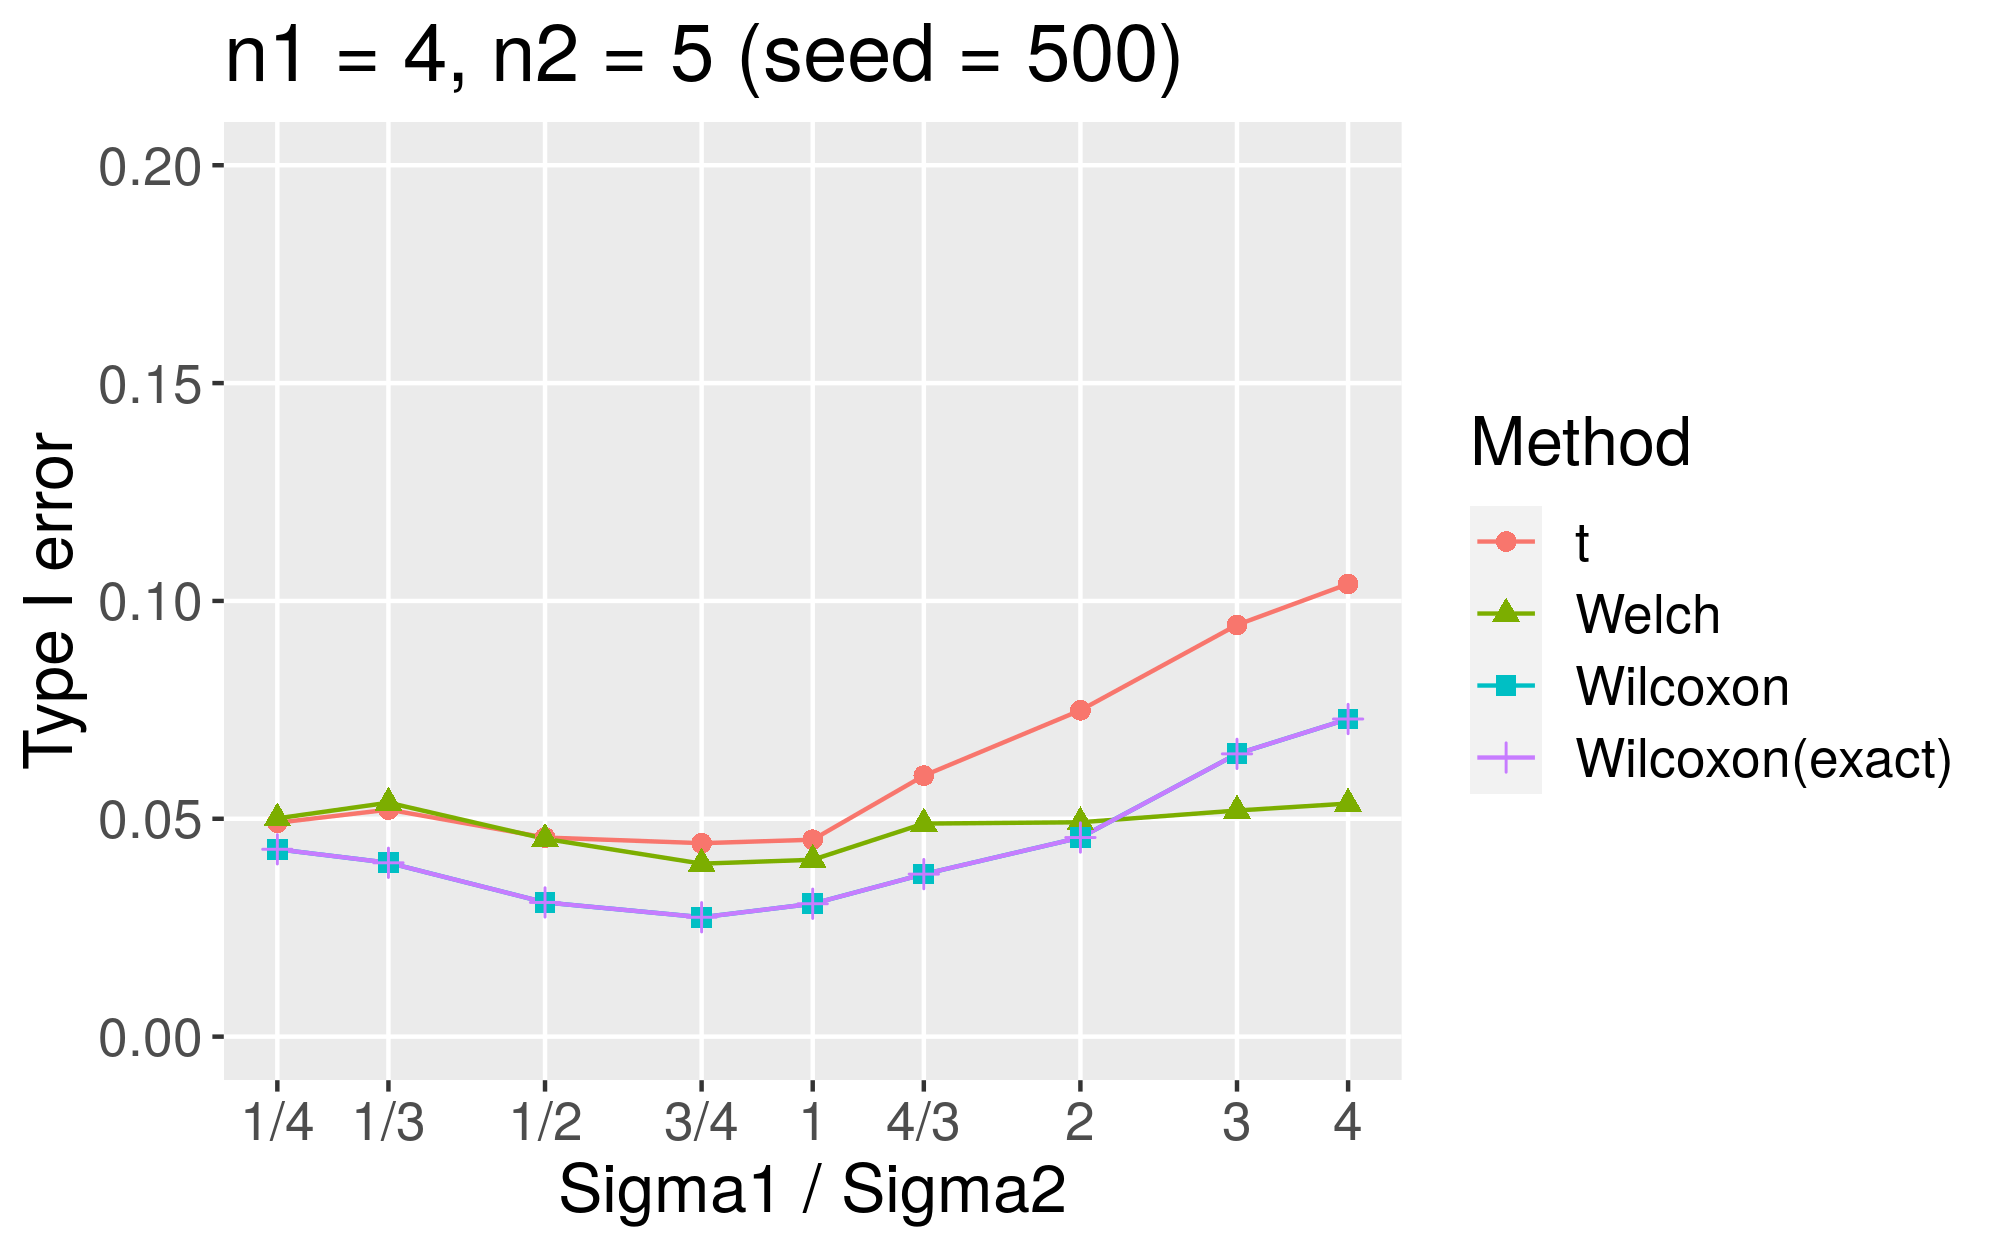 n1 = 4, n2 = 5 (seed = 500)
Type I error
0.20
0.15
0.10
0.05
0.00
1/4 1/3 1/2 3/4 1 4/3 2 3 4
Sigma1 / Sigma2
Method
t
Welch
Wilcoxon
Wilcoxon(exact)